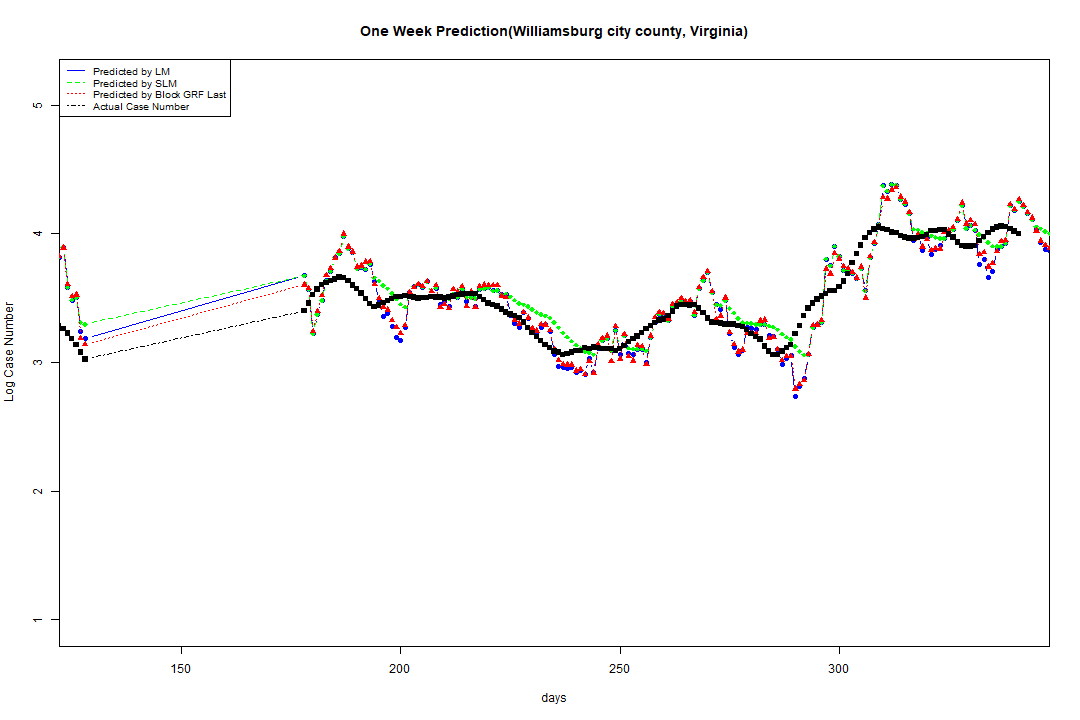 One Week Prediction(Williamsburg city county, Virginia)
Predicted by LM
Predicted by SLM
Predicted by Block GRF Last
Actual Case Number
5
4
3
2
1
Log Case Number
150 200 250 300
days